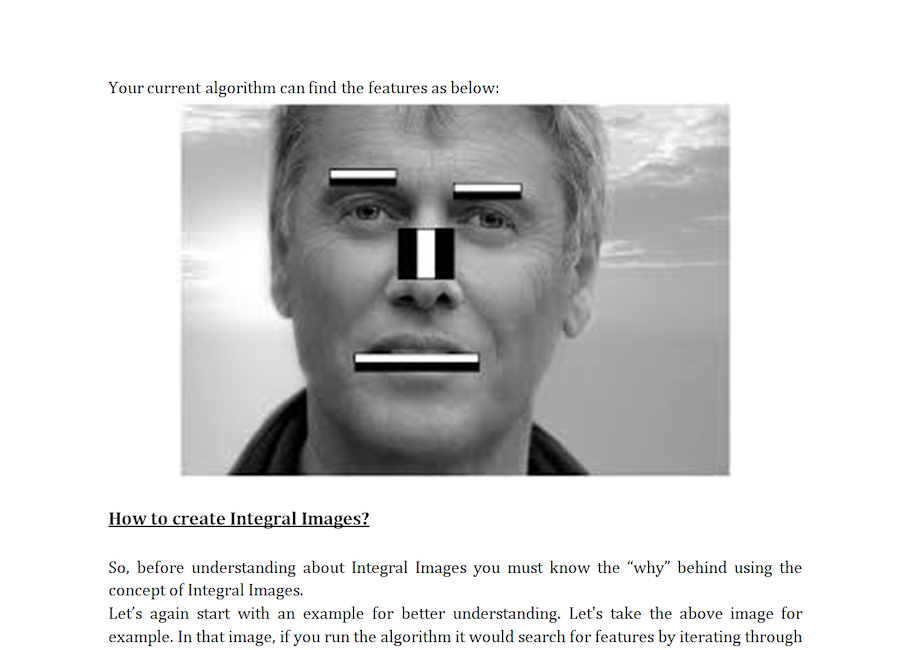 Your current algorithm can find the features as below:
How to create Integral Images?
So, before understanding about Integral Images you must know the “why” behind using the
concept of Integral Images.
Let’s again start with an example for better understanding. Let's take the above image for
example. In that image, if you run the algorithm it would search for features by iterating through